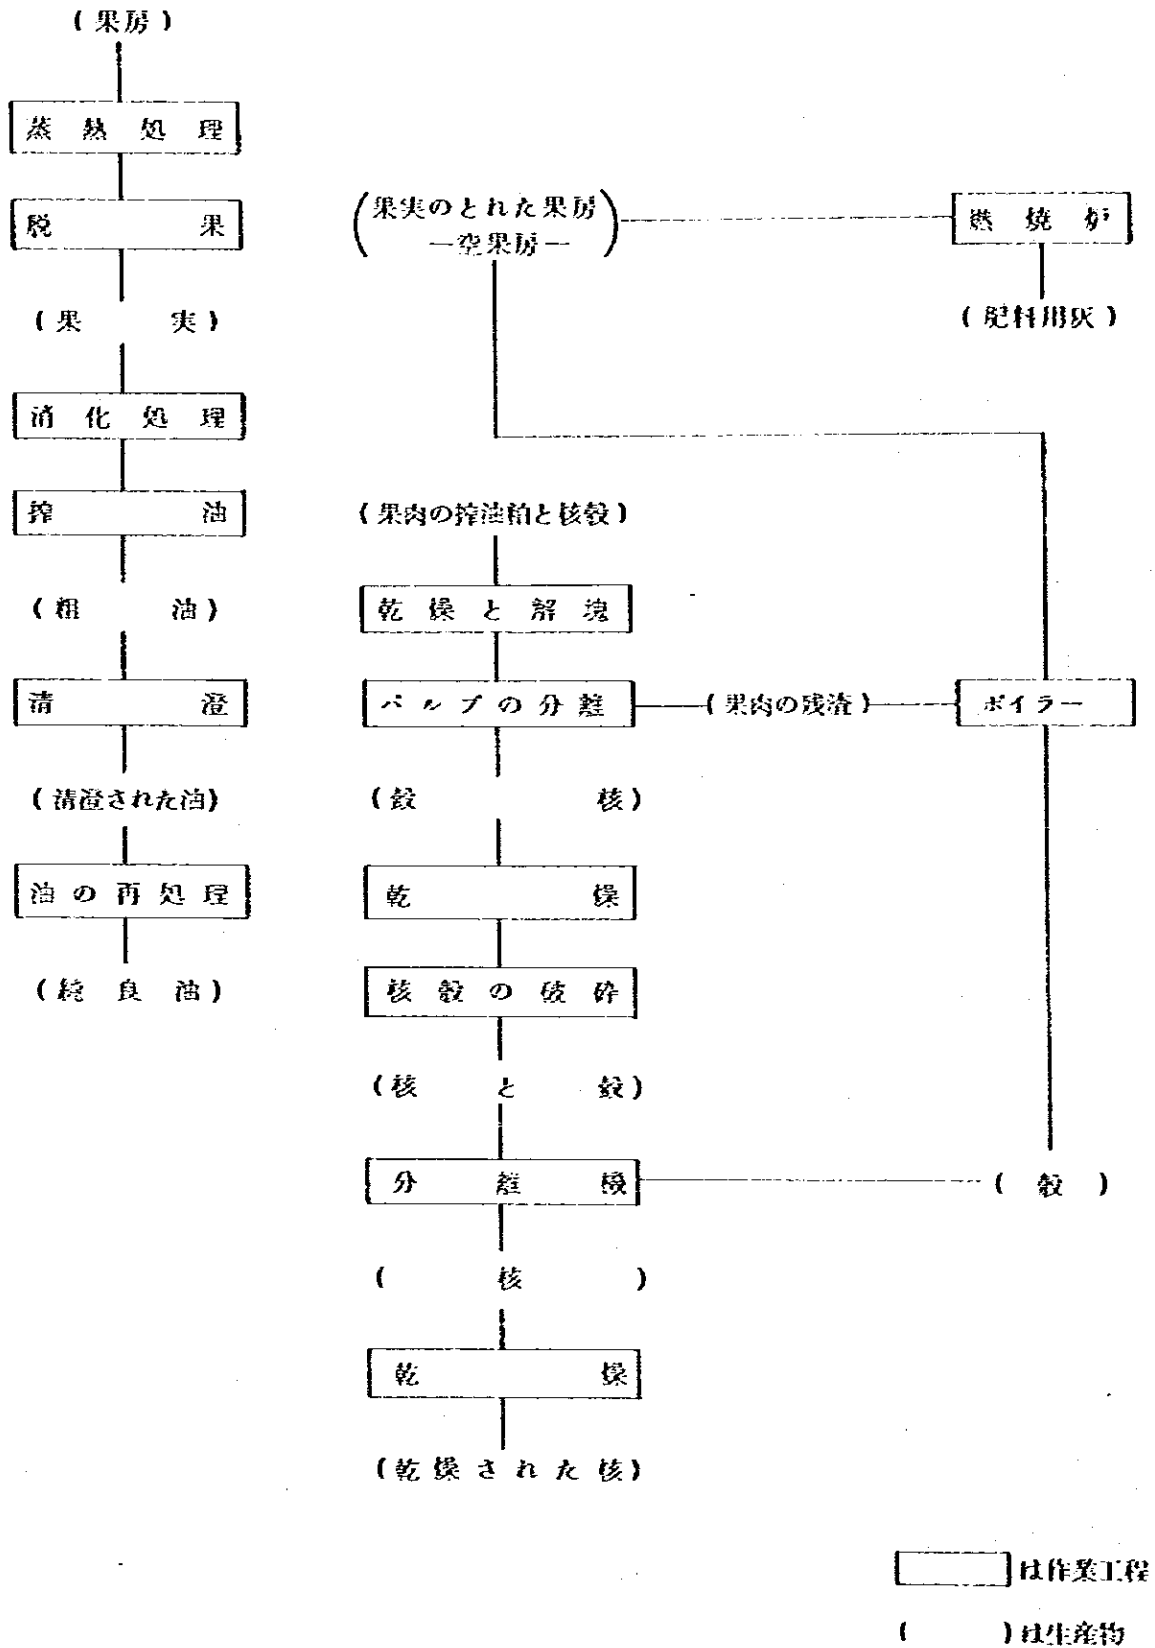 (果房)
蒸熱処理
脱果
(果実)
消化処理
搾油
(粗油)
清澄
(清澄された油)
油の再処理
(純良油)
(果実のとれた果房
―空果房―)
燃焼炉
(肥料用灰)
(果肉の搾油粕と核殻)
乾燥と解塊
パルプの分離
(果肉の残渣)
ボイラー
(殻核)
乾燥
核殻の破砕
(核と殻)
分離機
(殻)
(核)
乾燥
(乾燥された核)
は作業工程
( )は生産物